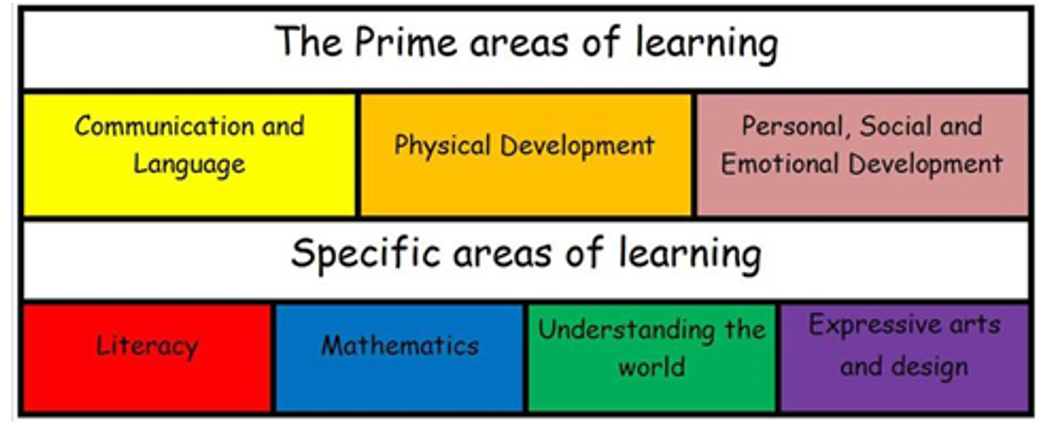 The Prime areas of learning
Communication and
Language
Physical Development
Personal, Social and
Emotional Development
Specific areas of learning
Literacy
Mathematics
Understanding the
world
Expressive arts
and design